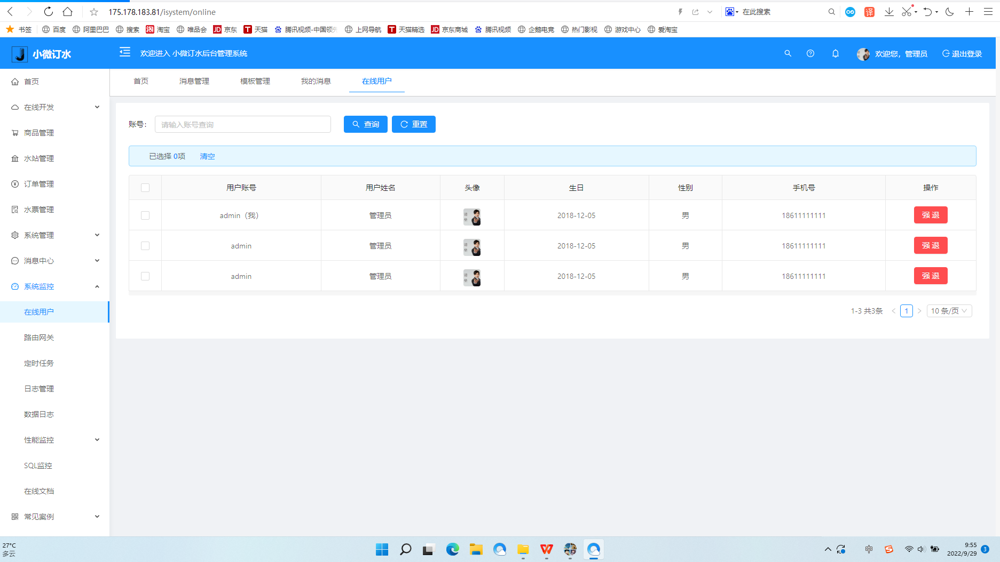 175.178.183.81/isystem/online
在此搜索
译
书签 百度 阿里巴巴 搜索 淘 淘宝 唯品会 JD 京东 T 天猫 腾讯视频-中国领 上网导航 T 天猫精选 JD 京东商城 腾讯视频 企鹅电竞 热门影视 游戏中心 爱淘宝
小微订水
欢迎进入 小微订水后台管理系统
欢迎您，管理员
退出登录
首页
在线开发
商品管理
水站管理
订单管理
水票管理
系统管理
消息中心
系统监控
在线用户
路由网关
定时任务
日志管理
数据日志
性能监控
SQL监控
在线文档
常见案例
首页 消息管理 模板管理 我的消息 在线用户
账号： 请输入账号查询 查询 重置
已选择 0项 清空
用户账号 用户姓名 头像 生日 性别 手机号 操作
admin（我） 管理员 2018-12-05 男 18611111111 强 退
admin 管理员 2018-12-05 男 18611111111 强 退
admin 管理员 2018-12-05 男 18611111111 强 退
1-3 共3条 1 10 条/页
27°C
多云
中
9:55
2022/9/29
3